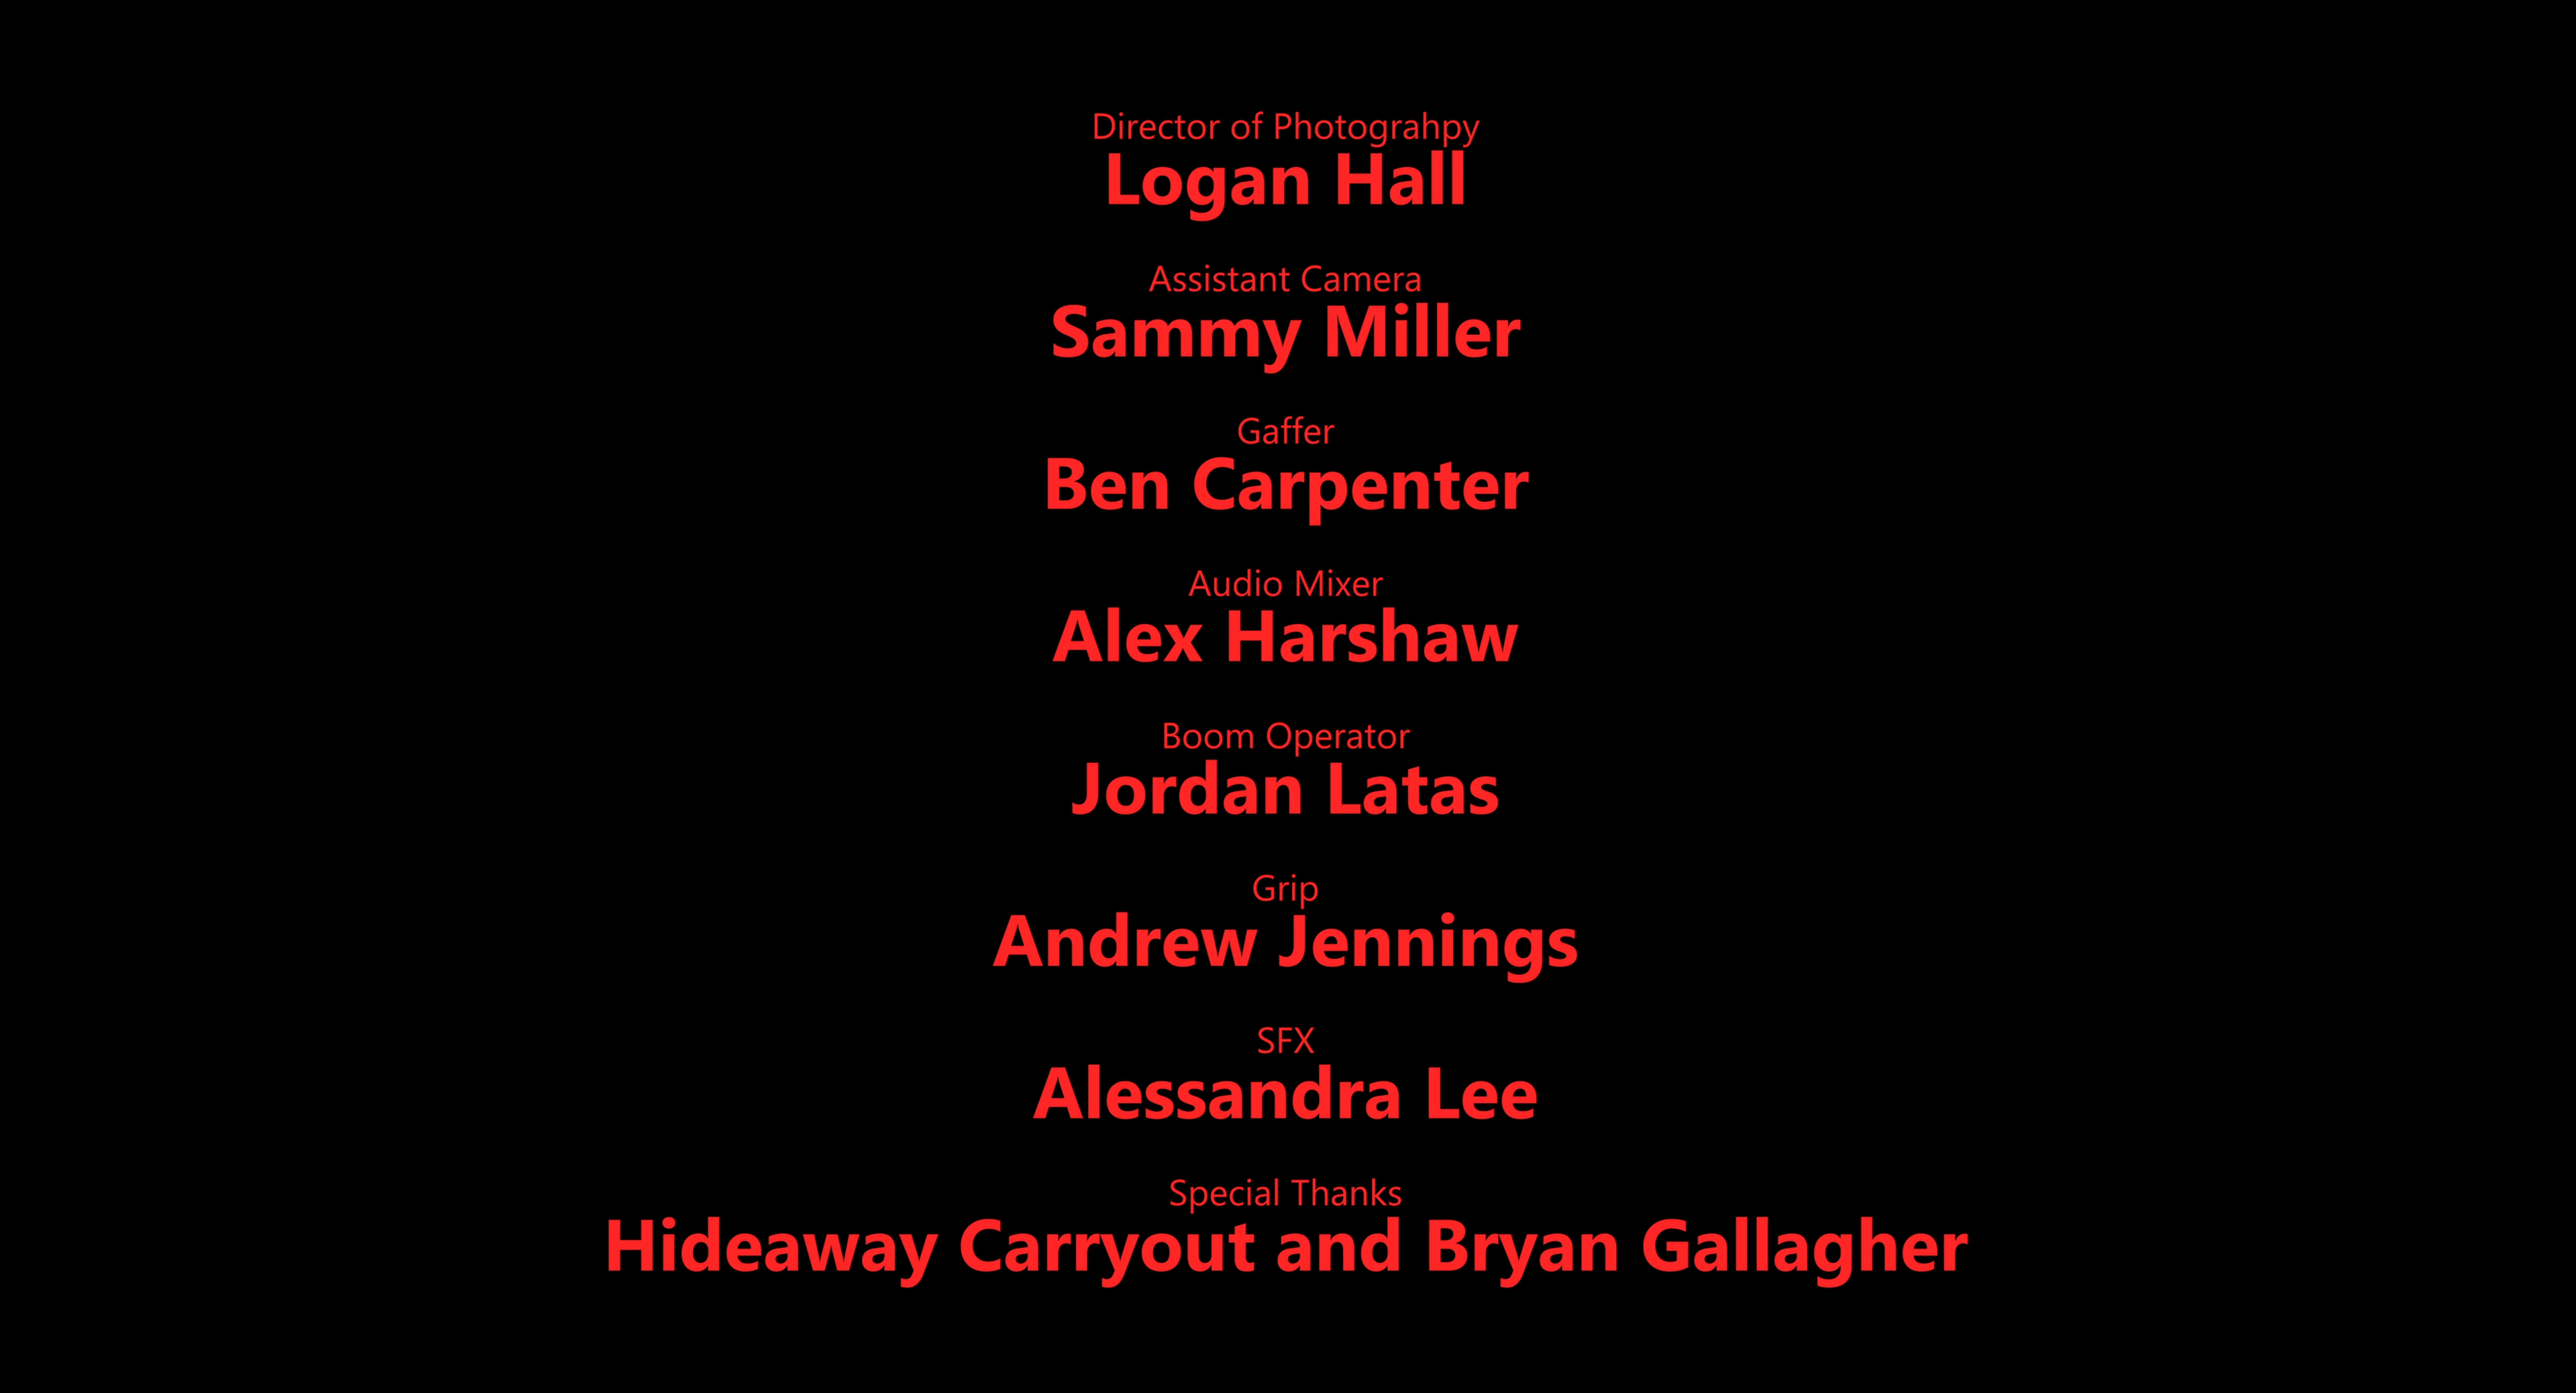 Director of Photograhpy
Logan Hall
Assistant Camera
Sammy Miller
Gaffer
Ben Carpenter
Audio Mixer
Alex Harshaw
Boom Operator
Jordan Latas
Grip
Andrew Jennings
SFX
Alessandra Lee
Special Thanks
Hideaway Carryout and Bryan Gallagher